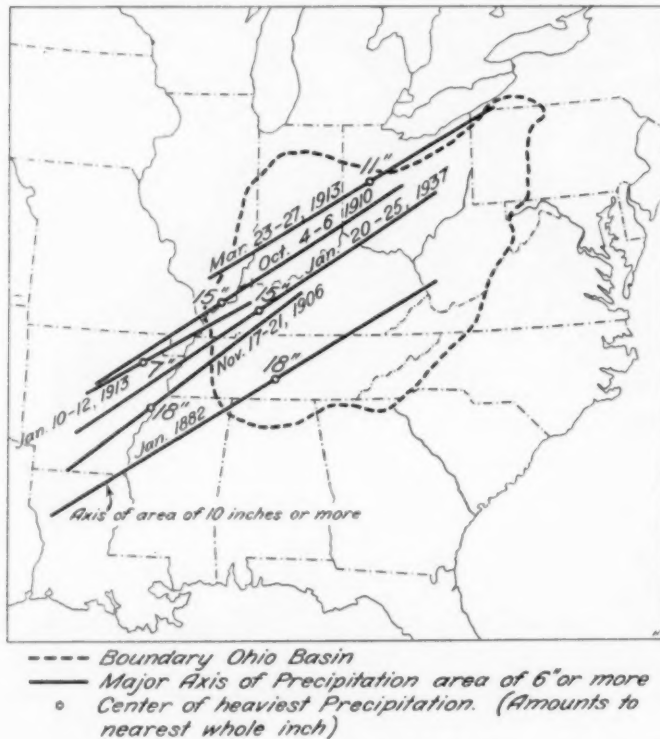 11"
Mar. 23-27, 1913
Oct. 4-6 1910
Jan. 20-25, 1937
15"
15"
Nov. 17-21, 1906
7"
Jan. 10-12, 1913
18"
18"
Jan. 1882
Axis of area of 10 inches or more
Boundary Ohio Basin
Major Axis of Precipitation area of 6" or more
Center of heaviest Precipitation. (Amounts to
nearest whole inch)